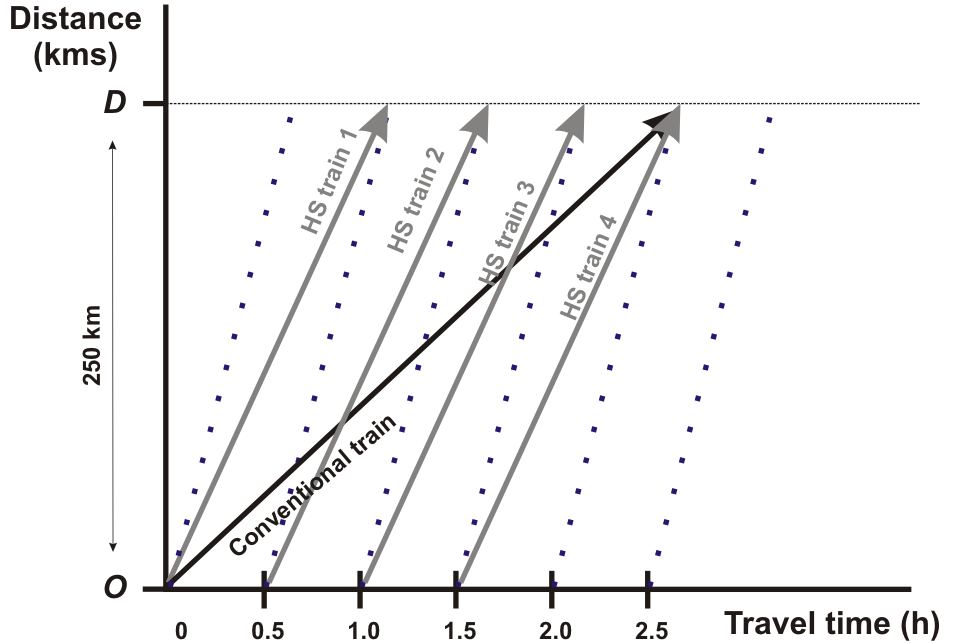 Distance
(kms)
D
HS train 1
HS train 2
HS train 3
HS train 4
250 km
Conventional train
O
0 0.5 1.0 1.5 2.0 2.5
Travel time (h)